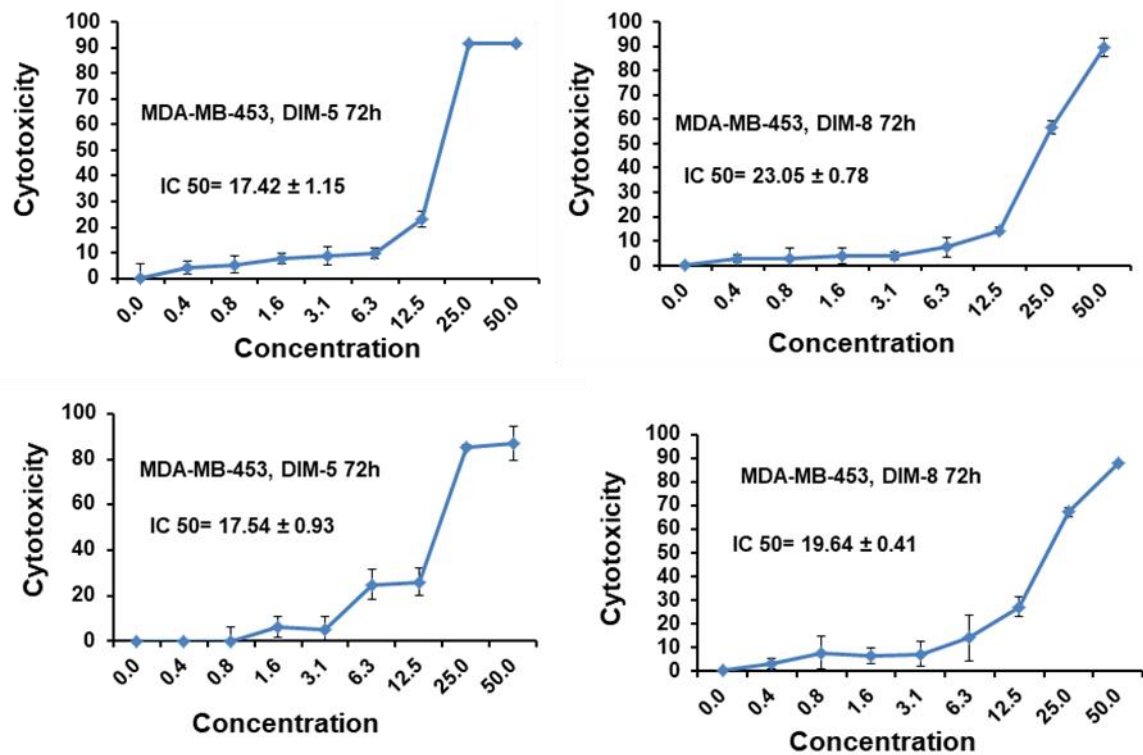 Cytotoxicity
100
90
80
70
60
50
40
30
20
10
0
MDA-MB-453, DIM-5 72h
IC 50= 17.42 ± 1.15
0.0 0.4 0.8 1.6 3.1 6.3 12.5 25.0 50.0
Concentration
Cytotoxicity
100
90
80
70
60
50
40
30
20
10
0
MDA-MB-453, DIM-8 72h
IC 50= 23.05 ± 0.78
0.0 0.4 0.8 1.6 3.1 6.3 12.5 25.0 50.0
Concentration
Cytotoxicity
100
80
60
40
20
0
MDA-MB-453, DIM-5 72h
IC 50= 17.54 ± 0.93
0.0 0.4 0.8 1.6 3.1 6.3 12.5 25.0 50.0
Concentration
Cytotoxicity
100
90
80
70
60
50
40
30
20
10
0
MDA-MB-453, DIM-8 72h
IC 50= 19.64 ± 0.41
0.0 0.4 0.8 1.6 3.1 6.3 12.5 25.0 50.0
Concentration